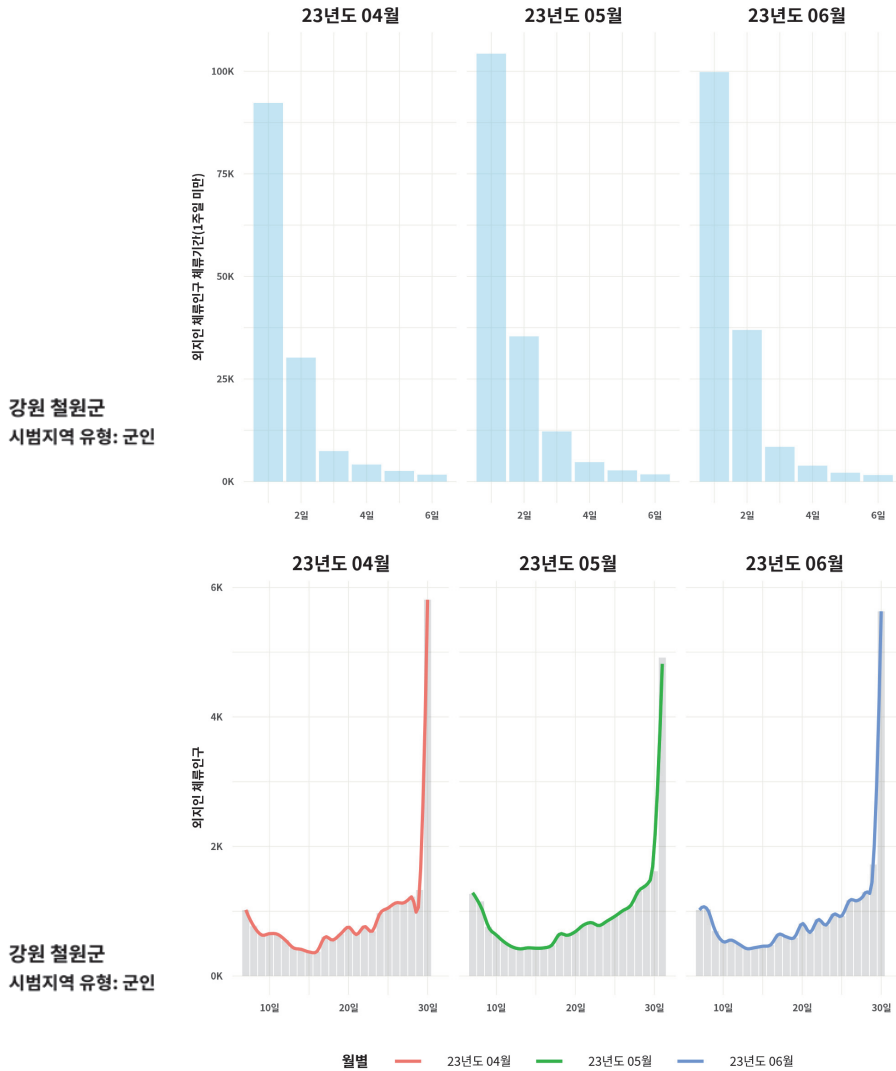 23년도 04월 23년도 05월 23년도 06월
외지인 체류인구 체류기간(1주일 미만)
100K
75K
50K
25K
0K
강원 철원군
시범지역 유형: 군인
2일 4일 6일 2일 4일 6일 2일 4일 6일
23년도 04월 23년도 05월 23년도 06월
외지인 체류인구
6K
4K
2K
0K
강원 철원군
시범지역 유형: 군인
10일 20일 30일 10일 20일 30일 10일 20일 30일
월별 23년도 04월 23년도 05월 23년도 06월